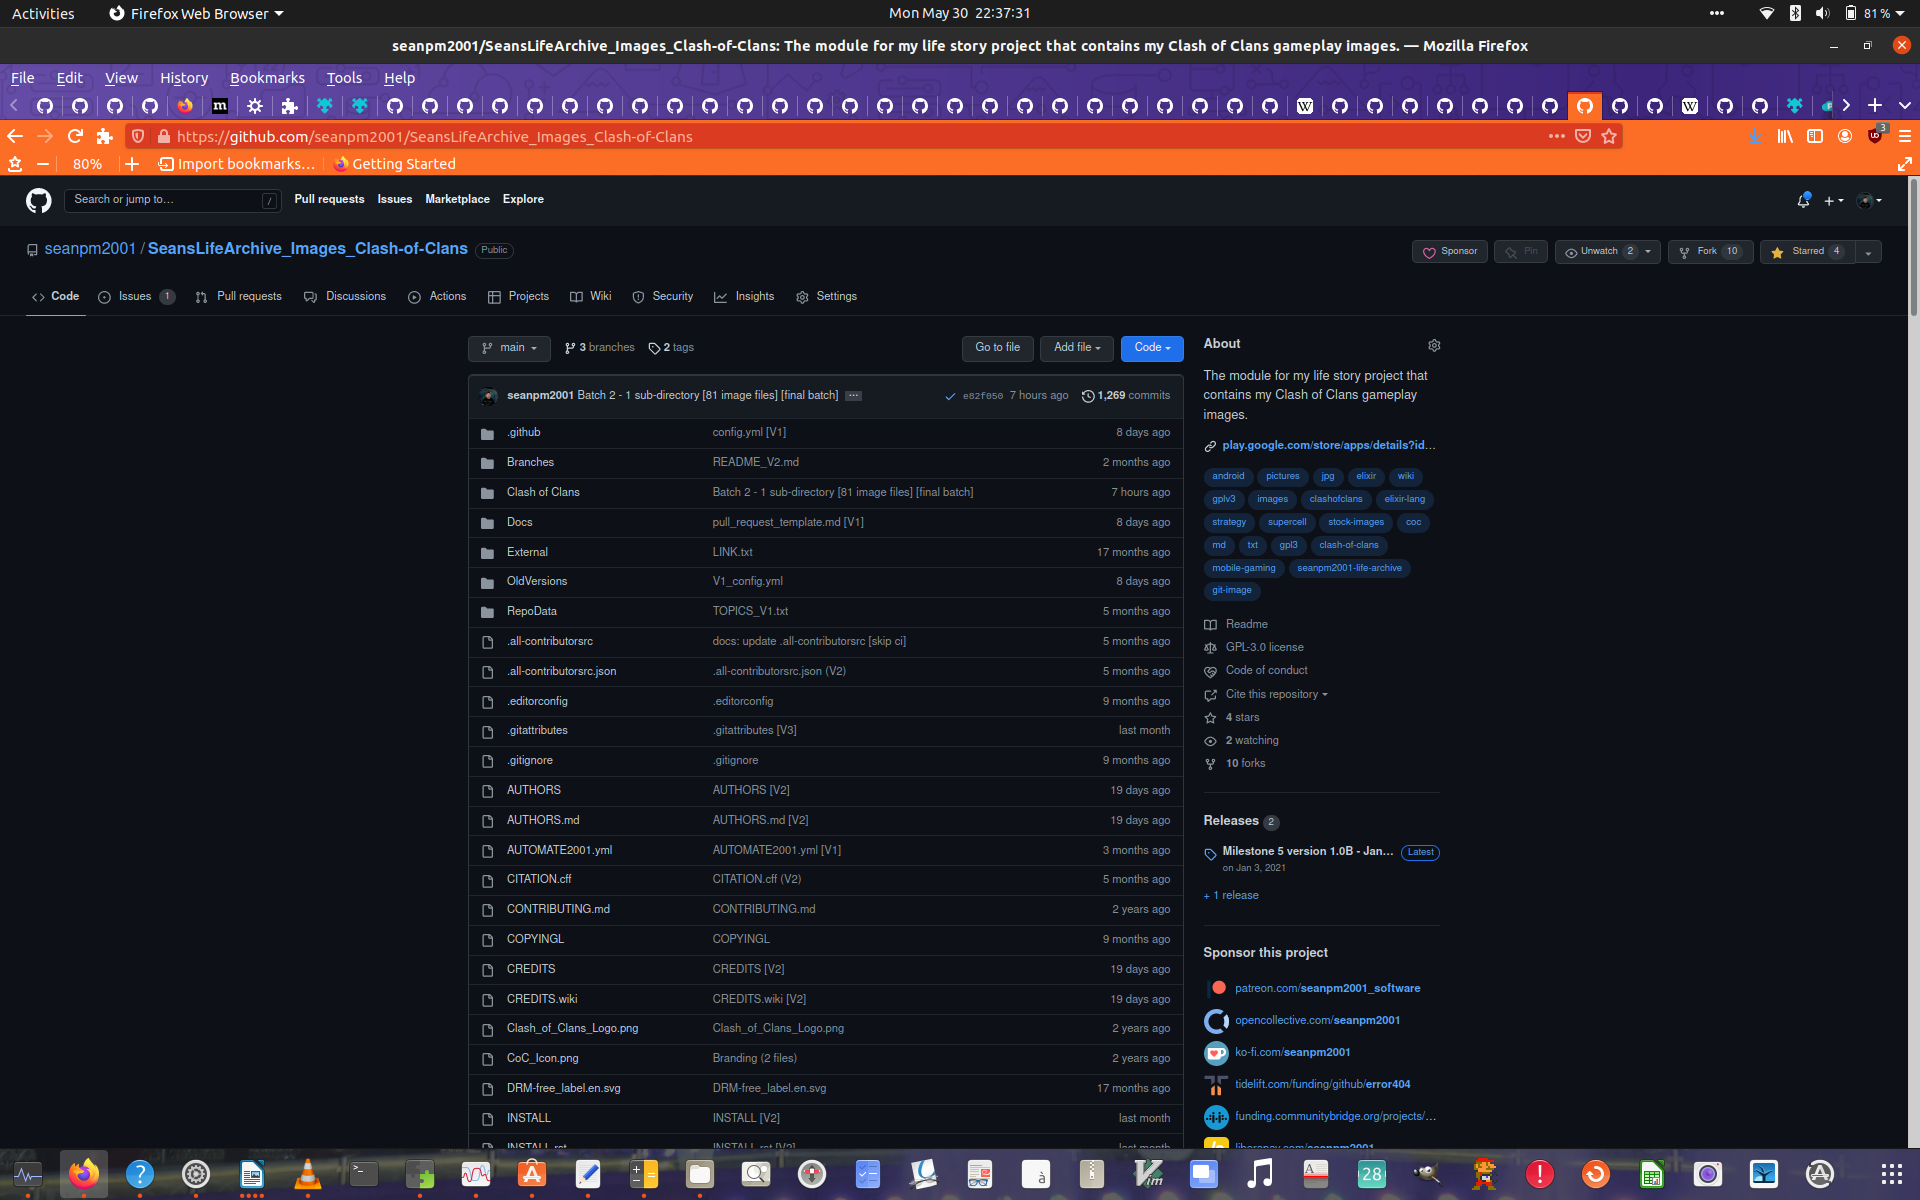 Activities Firefox Web Browser Mon May 30 22:37:31 81 %
seanpm2001/SeansLifeArchive_Images_Clash-of-Clans: The module for my life story project that contains my Clash of Clans gameplay images. — Mozilla Firefox
File Edit View History Bookmarks Tools Help
https://github.com/seanpm2001/SeansLifeArchive_Images_Clash-of-Clans 3
80% Import bookmarks... Getting Started
Search or jump to... / Pull requests Issues Marketplace Explore
seanpm2001 / SeansLifeArchive_Images_Clash-of-Clans Public Sponsor Pin Unwatch 2 Fork 10 Starred 4
Code Issues 1 Pull requests Discussions Actions Projects Wiki Security Insights Settings
main 3 branches 2 tags Go to file Add file Code
seanpm2001 Batch 2 - 1 sub-directory [81 image files] [final batch] ... e82f050 7 hours ago 1,269 commits
.github config.yml [V1] 8 days ago
Branches README_V2.md 2 months ago
Clash of Clans Batch 2 - 1 sub-directory [81 image files] [final batch] 7 hours ago
Docs pull_request_template.md [V1] 8 days ago
External LINK.txt 17 months ago
OldVersions V1_config.yml 8 days ago
RepoData TOPICS_V1.txt 5 months ago
.all-contributorsrc docs: update .all-contributorsrc [skip ci] 5 months ago
.all-contributorsrc.json .all-contributorsrc.json (V2) 5 months ago
.editorconfig .editorconfig 9 months ago
.gitattributes .gitattributes [V3] last month
.gitignore .gitignore 9 months ago
AUTHORS AUTHORS [V2] 19 days ago
AUTHORS.md AUTHORS.md [V2] 19 days ago
AUTOMATE2001.yml AUTOMATE2001.yml [V1] 3 months ago
CITATION.cff CITATION.cff (V2) 5 months ago
CONTRIBUTING.md CONTRIBUTING.md 2 years ago
COPYINGL COPYINGL 9 months ago
CREDITS CREDITS [V2] 19 days ago
CREDITS.wiki CREDITS.wiki [V2] 19 days ago
Clash_of_Clans_Logo.png Clash_of_Clans_Logo.png 2 years ago
CoC_Icon.png Branding (2 files) 2 years ago
DRM-free_label.en.svg DRM-free_label.en.svg 17 months ago
INSTALL INSTALL [V2] last month
INSTALL.rst INSTALL.rst [V2] last month
About
The module for my life story project that
contains my Clash of Clans gameplay
images.
play.google.com/store/apps/details?id...
android pictures jpg elixir wiki
gplv3 images clashofclans elixir-lang
strategy supercell stock-images coc
md txt gpl3 clash-of-clans
mobile-gaming seanpm2001-life-archive
git-image
Readme
GPL-3.0 license
Code of conduct
Cite this repository
4 stars
2 watching
10 forks
Releases 2
Milestone 5 version 1.0B - Jan... Latest
on Jan 3, 2021
+ 1 release
Sponsor this project
patreon.com/seanpm2001_software
opencollective.com/seanpm2001
ko-fi.com/seanpm2001
tidelift.com/funding/github/error404
funding.communitybridge.org/projects/...
liberapay.com/seanpm2001
28